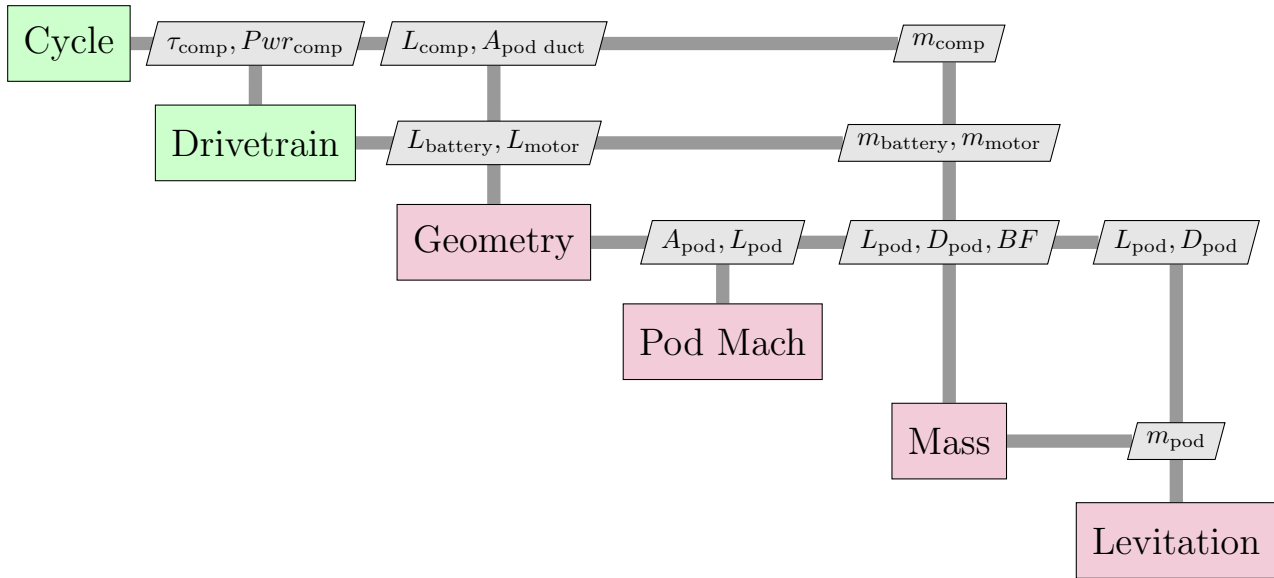 Cycle τ_comp, Pwr_comp L_comp, A_pod duct m_comp
Drivetrain L_battery, L_motor m_battery, m_motor
Geometry A_pod, L_pod L_pod, D_pod, BF L_pod, D_pod
Pod Mach
Mass m_pod
Levitation